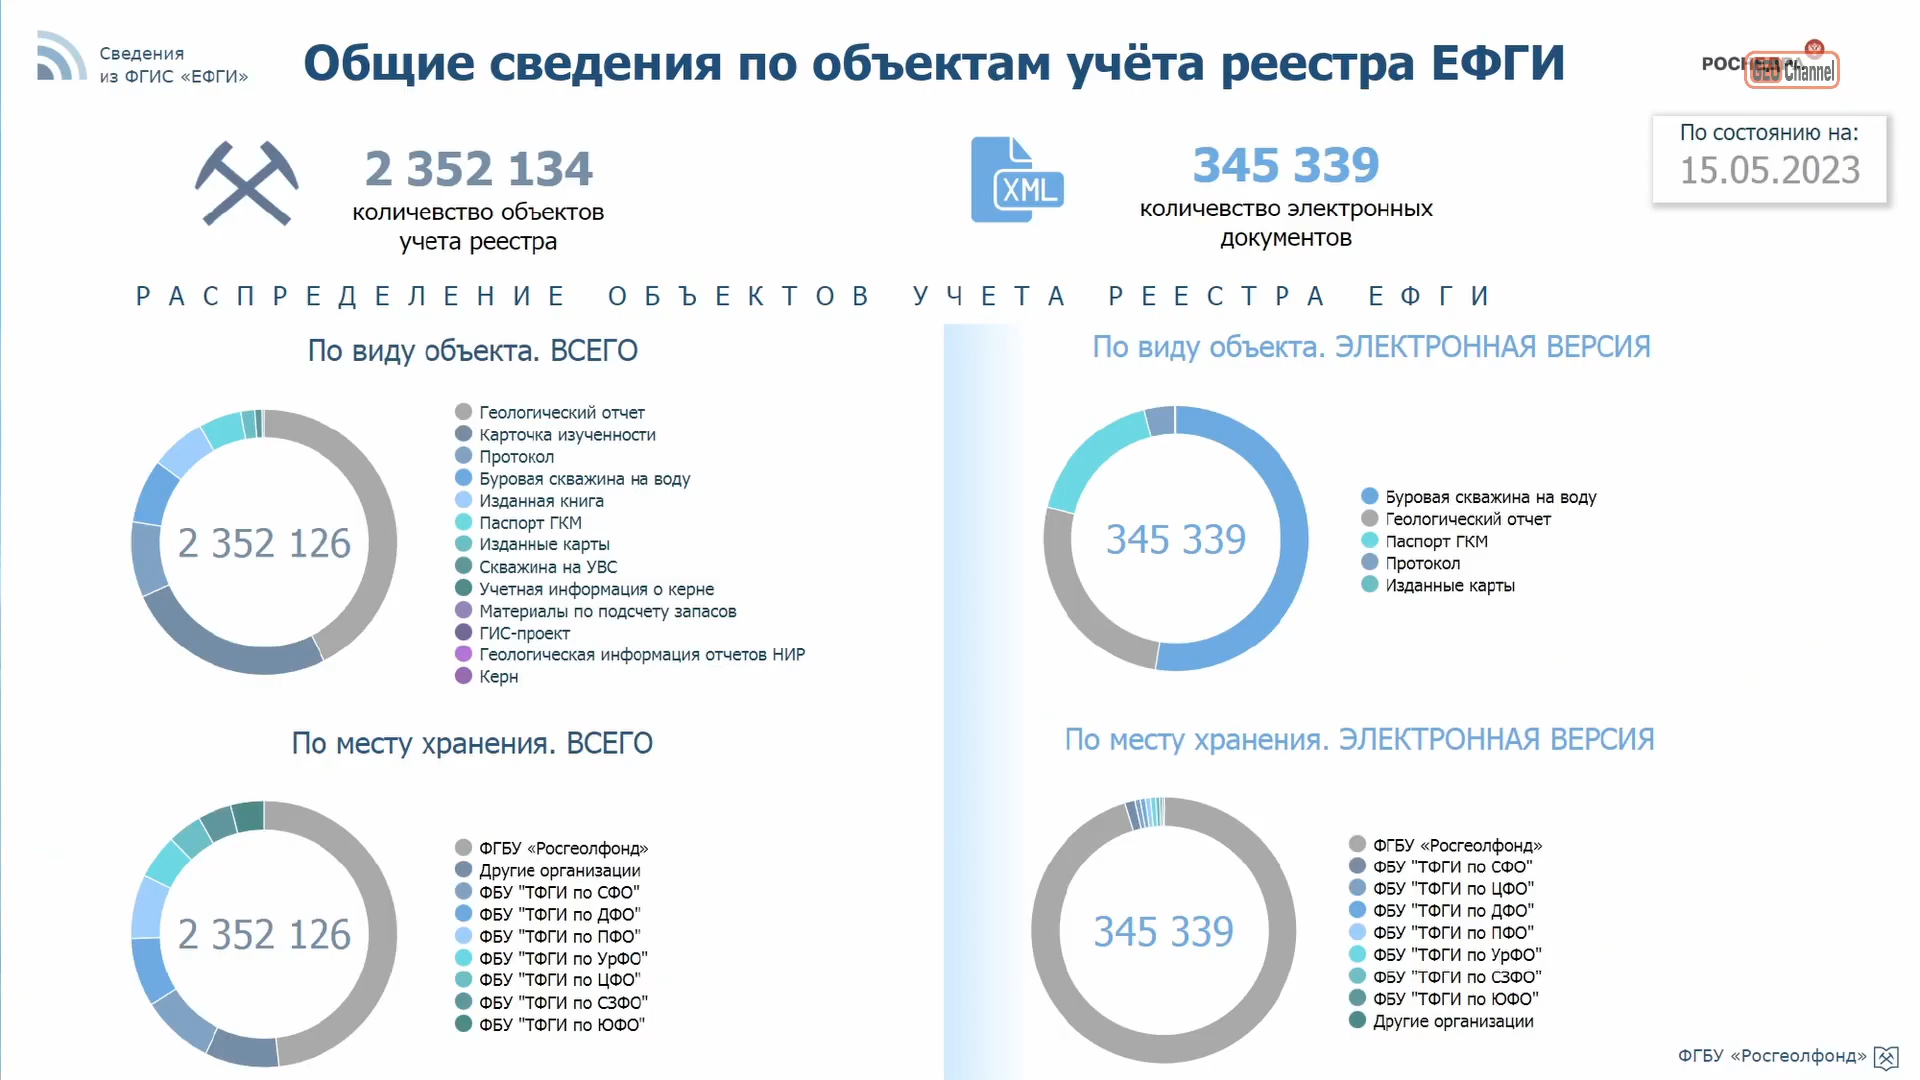 Сведения
из ФГИС «ЕФГИ»
Общие сведения по объектам учёта реестра ЕФГИ
GEO Channel
По состоянию на:
15.05.2023
2 352 134
количевство объектов
учета реестра
XML
345 339
количевство электронных
документов
РАСПРЕДЕЛЕНИЕ ОБЪЕКТОВ УЧЕТА РЕЕСТРА ЕФГИ
По виду объекта. ВСЕГО
2 352 126
Геологический отчет
Карточка изученности
Протокол
Буровая скважина на воду
Изданная книга
Паспорт ГКМ
Изданные карты
Скважина на УВС
Учетная информация о керне
Материалы по подсчету запасов
ГИС-проект
Геологическая информация отчетов НИР
Керн
По виду объекта. ЭЛЕКТРОННАЯ ВЕРСИЯ
345 339
Буровая скважина на воду
Геологический отчет
Паспорт ГКМ
Протокол
Изданные карты
По месту хранения. ВСЕГО
2 352 126
ФГБУ «Росгеолфонд»
Другие организации
ФБУ "ТФГИ по СФО"
ФБУ "ТФГИ по ДФО"
ФБУ "ТФГИ по ПФО"
ФБУ "ТФГИ по УрФО"
ФБУ "ТФГИ по ЦФО"
ФБУ "ТФГИ по СЗФО"
ФБУ "ТФГИ по ЮФО"
По месту хранения. ЭЛЕКТРОННАЯ ВЕРСИЯ
345 339
ФГБУ «Росгеолфонд»
ФБУ "ТФГИ по СФО"
ФБУ "ТФГИ по ЦФО"
ФБУ "ТФГИ по ДФО"
ФБУ "ТФГИ по ПФО"
ФБУ "ТФГИ по УрФО"
ФБУ "ТФГИ по СЗФО"
ФБУ "ТФГИ по ЮФО"
Другие организации
ФГБУ «Росгеолфонд»